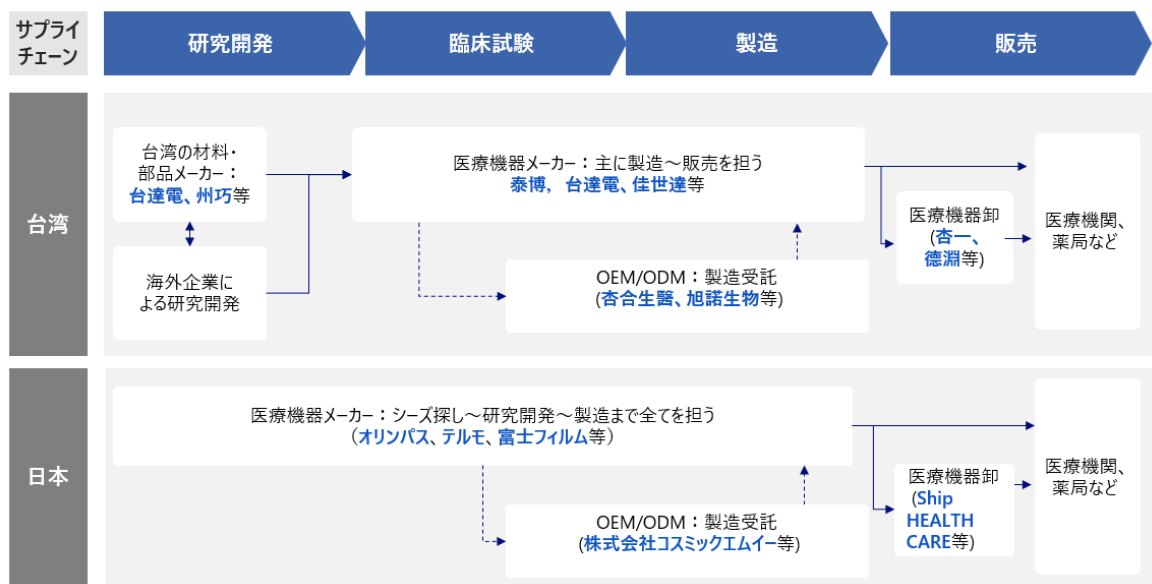 サプライ
チェーン
研究開発
臨床試験
製造
販売
台湾
台湾の材料・
部品メーカー：
台達電、州巧等
海外企業に
よる研究開発
医療機器メーカー：主に製造～販売を担う
泰博,　台達電、佳世達等
OEM/ODM：製造受託
(杏合生醫、旭諾生物等)
医療機器卸
(杏一、
德淵等)
医療機関、
薬局など
日本
医療機器メーカー：シーズ探し～研究開発～製造まで全てを担う
（オリンパス、テルモ、富士フィルム等）
OEM/ODM：製造受託
(株式会社コスミックエムイー等)
医療機器卸
(Ship
HEALTH
CARE等)
医療機関、
薬局など